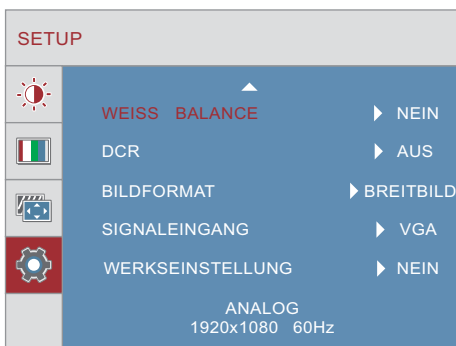 SETUP
WEISS BALANCE NEIN
DCR AUS
BILDFORMAT BREITBILD
SIGNALEINGANG VGA
WERKSEINSTELLUNG NEIN
ANALOG
1920x1080 60Hz